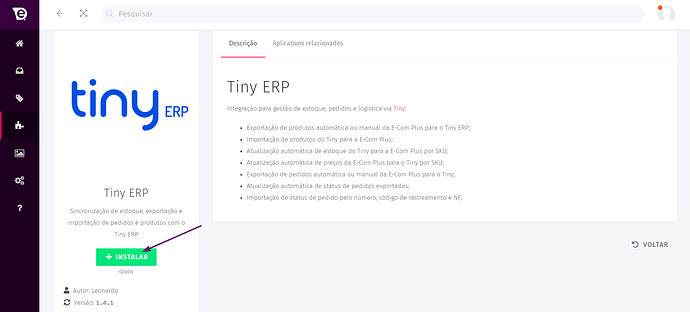 Pesquisar
tiny ERP
Tiny ERP
Sincronização de estoque, exportação e
importação de pedidos e produtos com o
Tiny ERP
+ INSTALAR
Grátis
Autor: Leonardo
Versão: 1.4.1
Descrição
Aplicativos relacionados
Tiny ERP
Integração para gestão de estoque, pedidos e logística via Tiny:
• Exportação de produtos automática ou manual da E-Com Plus para o Tiny ERP;
• Importação de produtos do Tiny para a E-Com Plus;
• Atualização automática de estoque do Tiny para a E-Com Plus por SKU;
• Atualização automática de preços da E-Com Plus para o Tiny por SKU;
• Exportação de pedidos automática ou manual da E-Com Plus para o Tiny;
• Atualização automática de status de pedidos exportados;
• Importação de status de pedido pelo número, código de rastreamento e NF;
VOLTAR